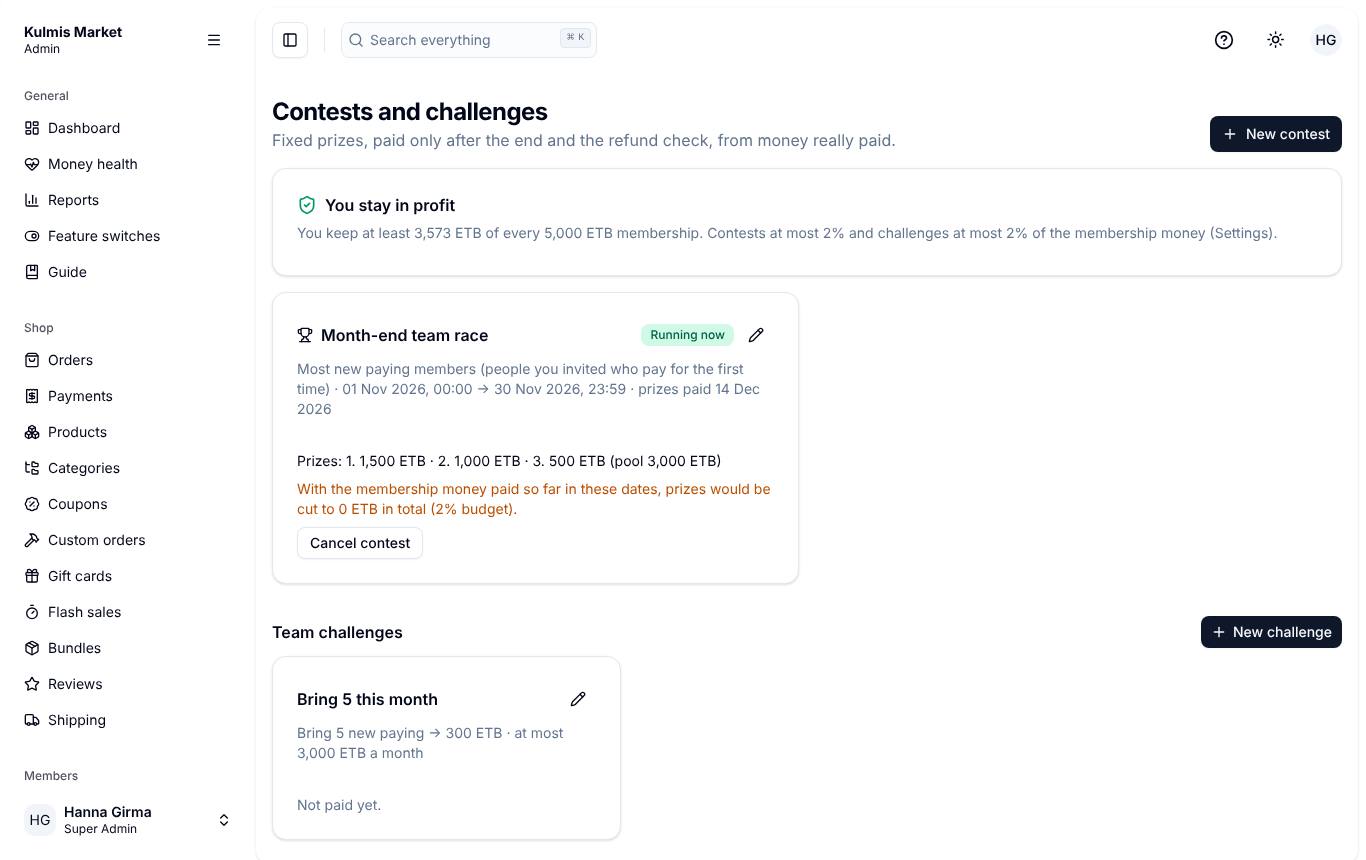 Kulmis Market
Admin
General
Dashboard
Money health
Reports
Feature switches
Guide
Shop
Orders
Payments
Products
Categories
Coupons
Custom orders
Gift cards
Flash sales
Bundles
Reviews
Shipping
Members
HG
Hanna Girma
Super Admin
Search everything
⌘ K
HG
Contests and challenges
Fixed prizes, paid only after the end and the refund check, from money really paid.
New contest
You stay in profit
You keep at least 3,573 ETB of every 5,000 ETB membership. Contests at most 2% and challenges at most 2% of the membership money (Settings).
Month-end team race
Running now
Most new paying members (people you invited who pay for the first
time) · 01 Nov 2026, 00:00 → 30 Nov 2026, 23:59 · prizes paid 14 Dec
2026
Prizes: 1. 1,500 ETB · 2. 1,000 ETB · 3. 500 ETB (pool 3,000 ETB)
With the membership money paid so far in these dates, prizes would be
cut to 0 ETB in total (2% budget).
Cancel contest
Team challenges
New challenge
Bring 5 this month
Bring 5 new paying → 300 ETB · at most
3,000 ETB a month
Not paid yet.